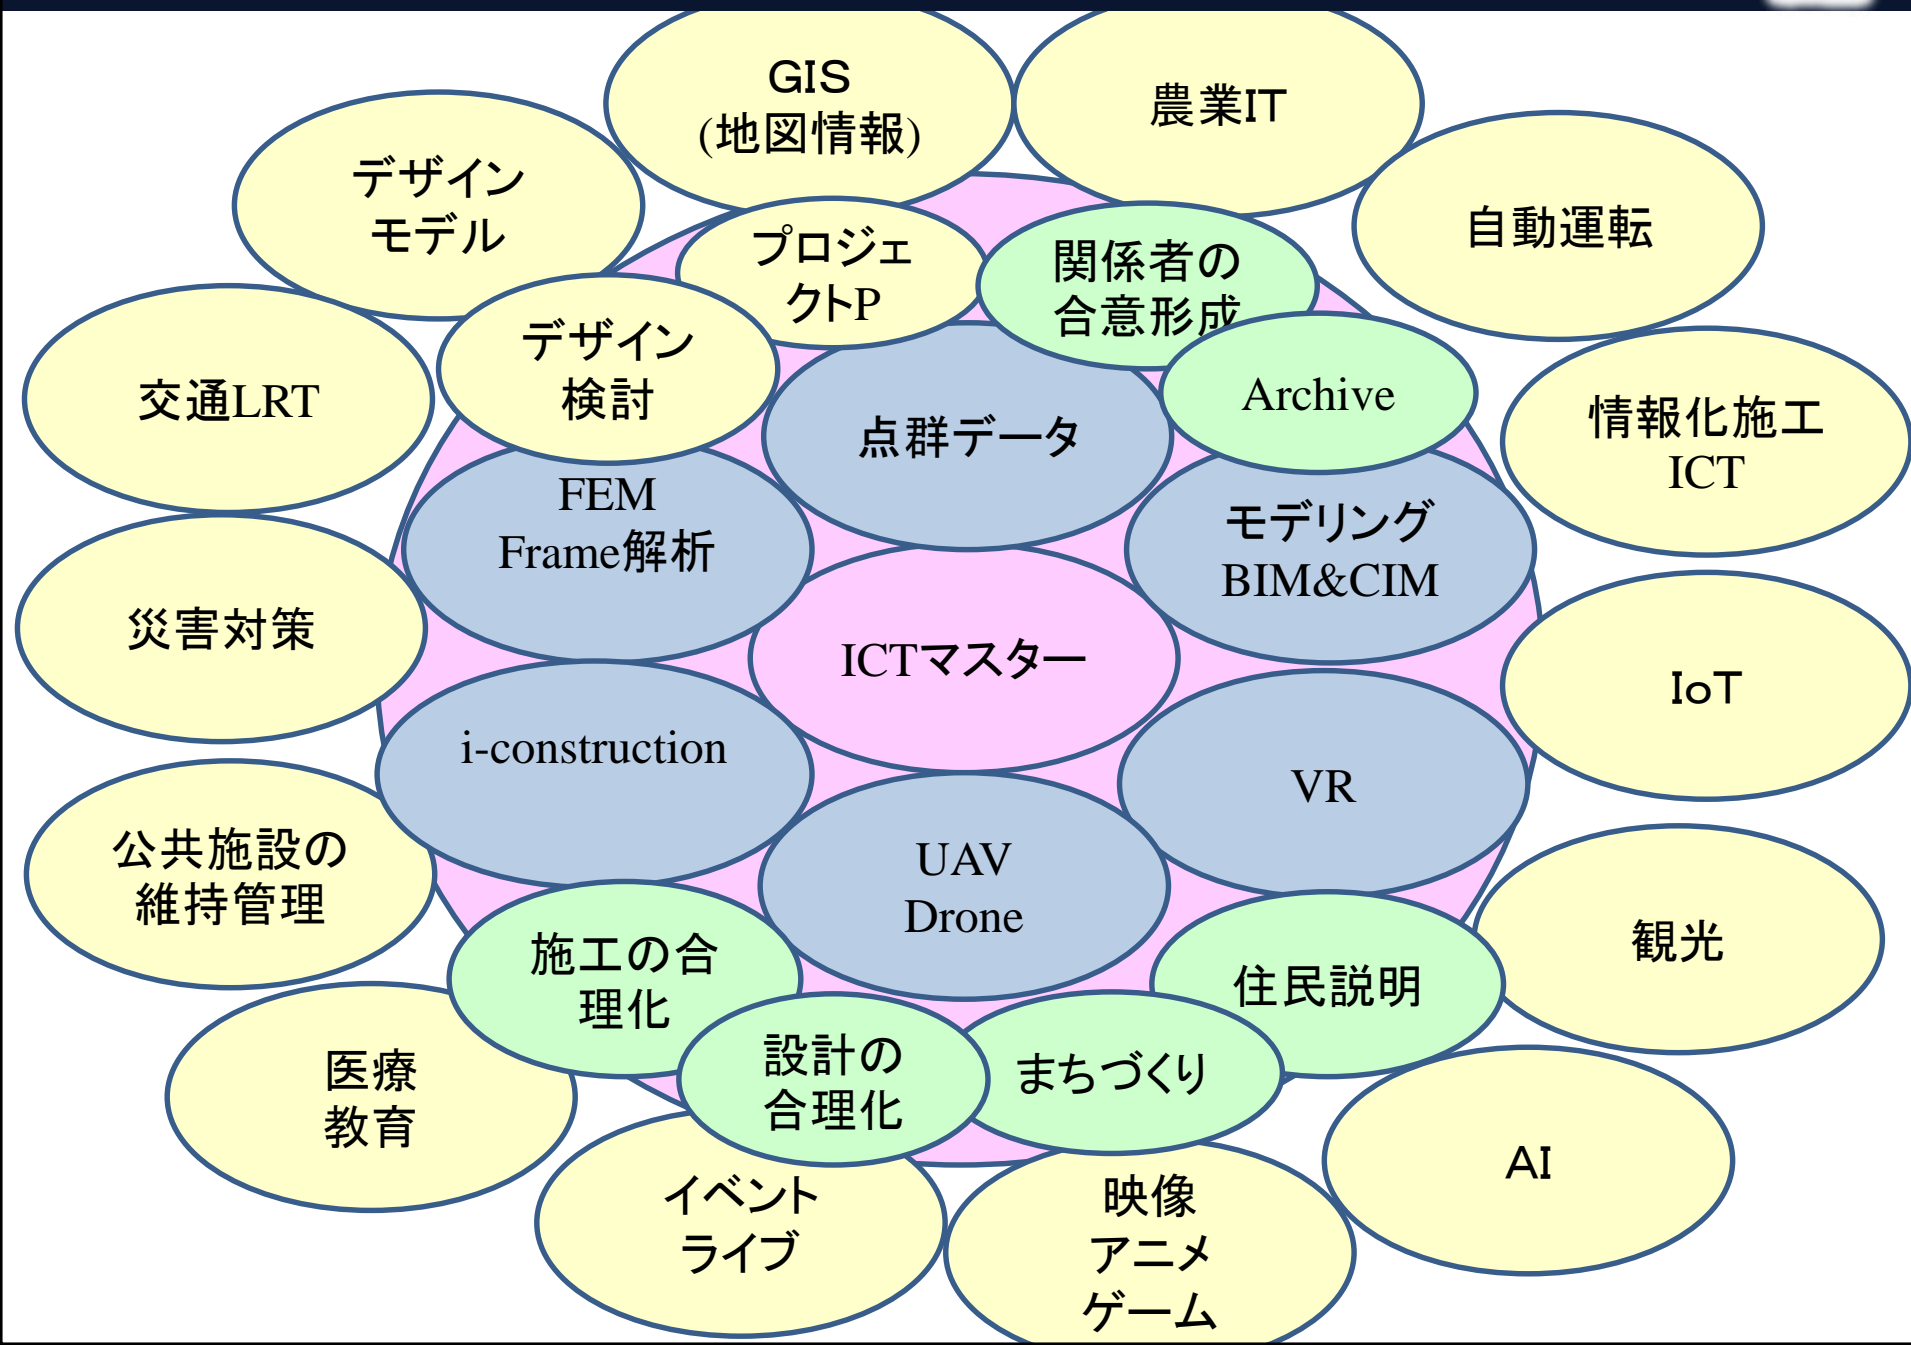 GIS
(地図情報)
農業IT
デザイン
モデル
自動運転
プロジェ
クトP
関係者の
合意形成
デザイン
検討
交通LRT
Archive
点群データ
情報化施工
ICT
FEM
Frame解析
モデリング
BIM&CIM
災害対策
ICTマスター
IoT
i-construction
VR
公共施設の
維持管理
UAV
Drone
観光
施工の合
理化
住民説明
設計の
合理化
まちづくり
医療
教育
AI
イベント
ライブ
映像
アニメ
ゲーム